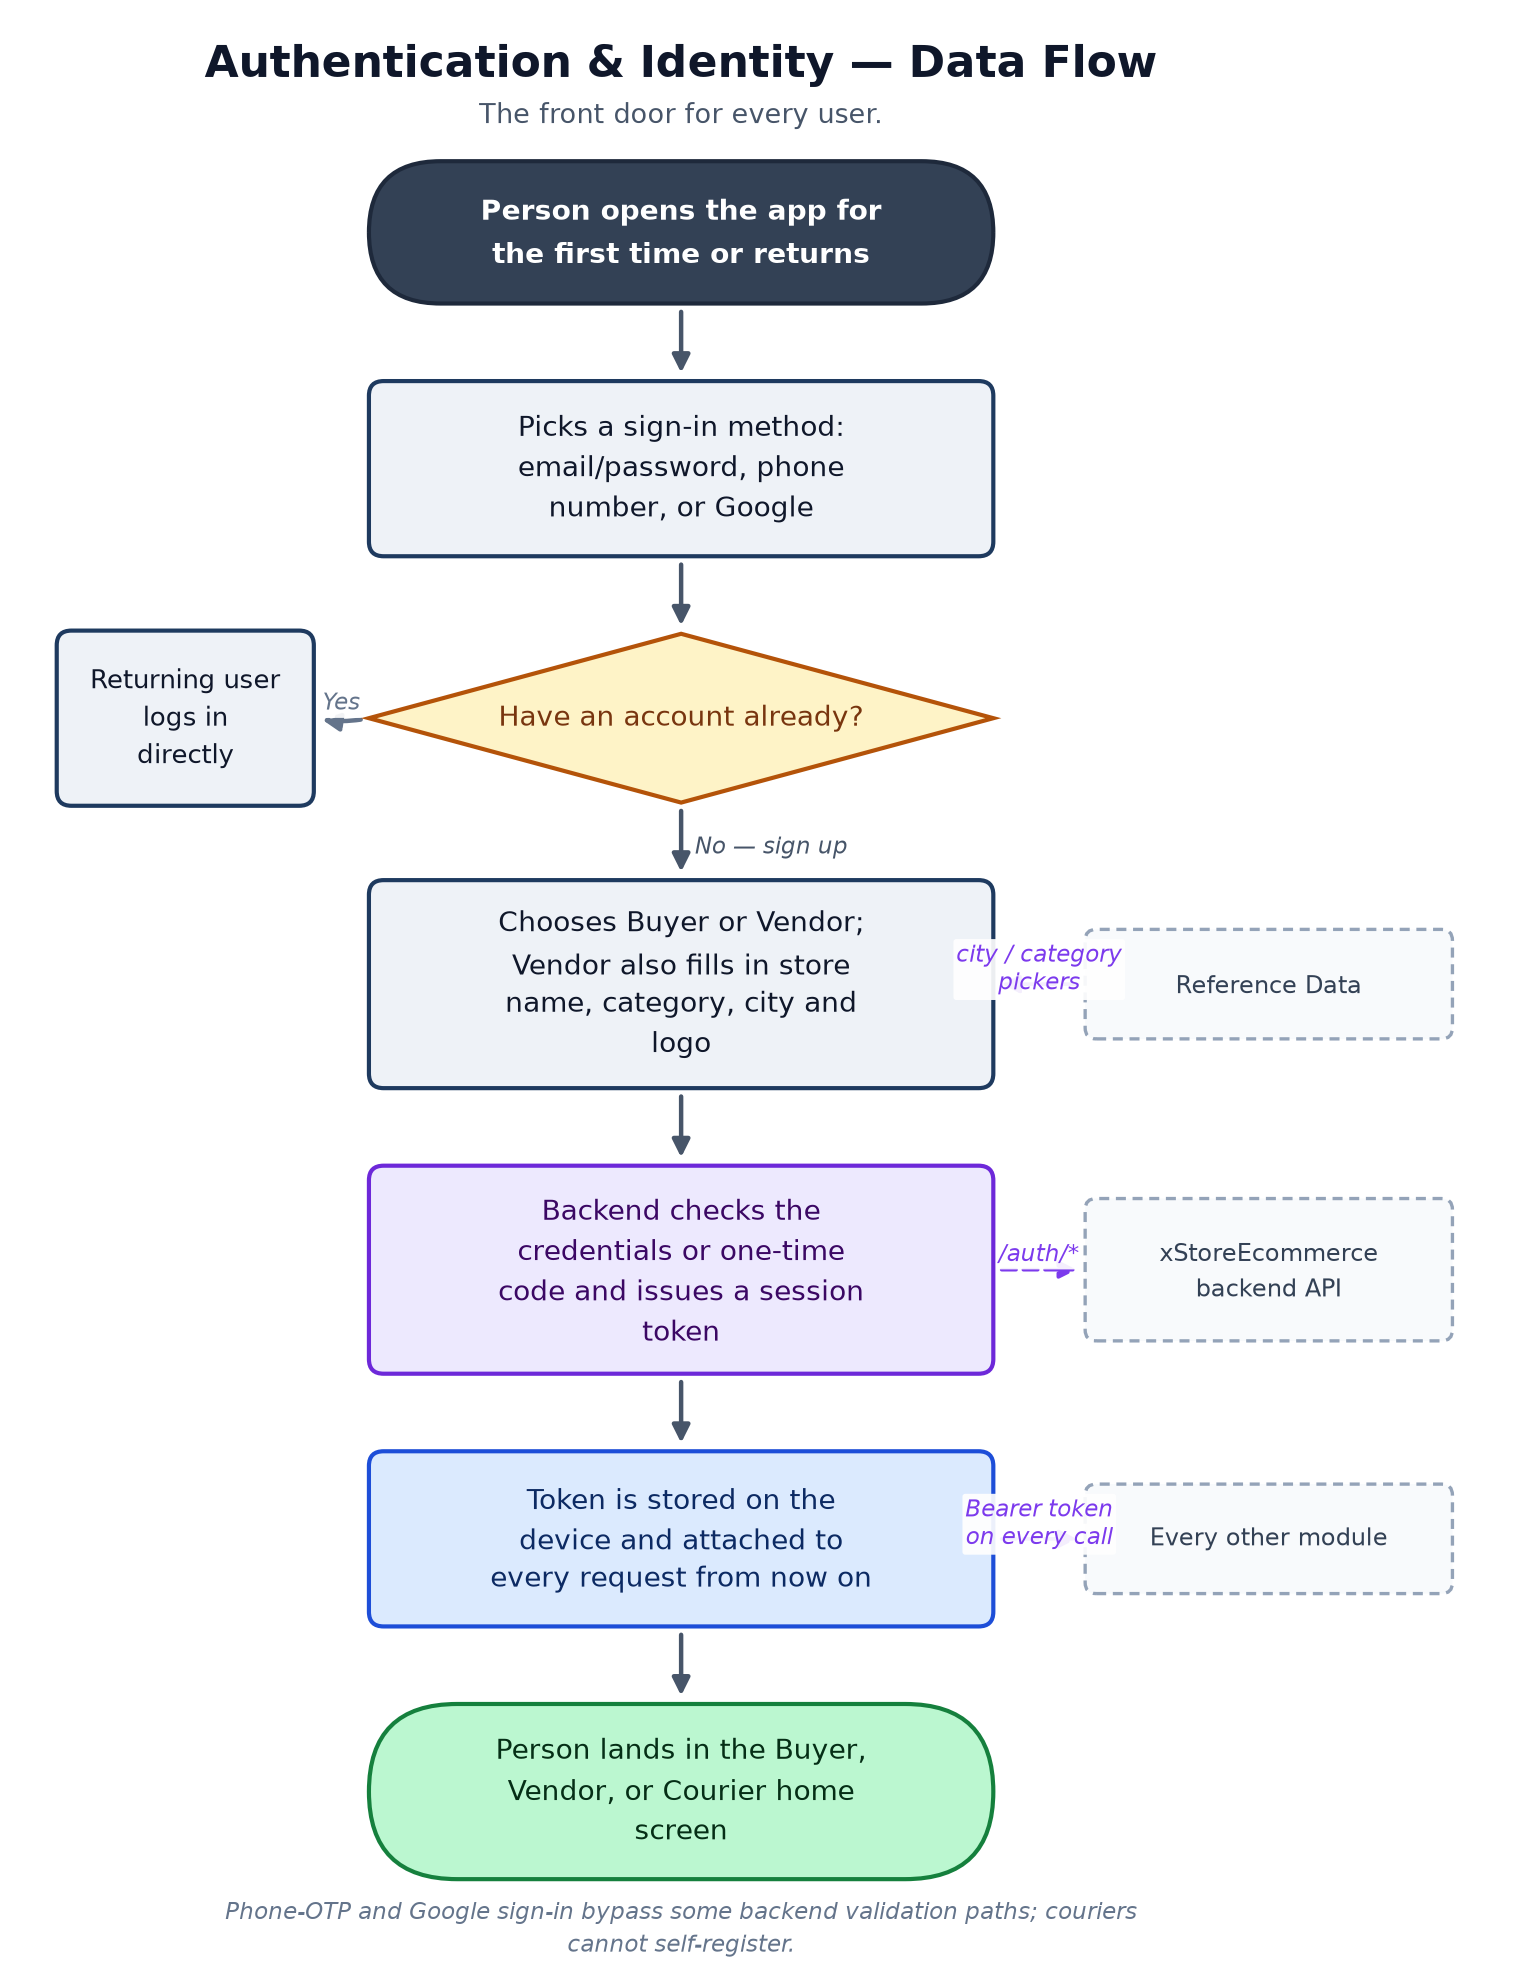 Authentication & Identity — Data Flow
The front door for every user.
Person opens the app for
the first time or returns
Picks a sign-in method:
email/password, phone
number, or Google
Returning user
logs in
directly
Yes
Have an account already?
No — sign up
Chooses Buyer or Vendor;
Vendor also fills in store
name, category, city and
logo
city / category
pickers
Reference Data
Backend checks the
credentials or one-time
code and issues a session
token
/auth/*
xStoreEcommerce
backend API
Token is stored on the
device and attached to
every request from now on
Bearer token
on every call
Every other module
Person lands in the Buyer,
Vendor, or Courier home
screen
Phone-OTP and Google sign-in bypass some backend validation paths; couriers
cannot self-register.